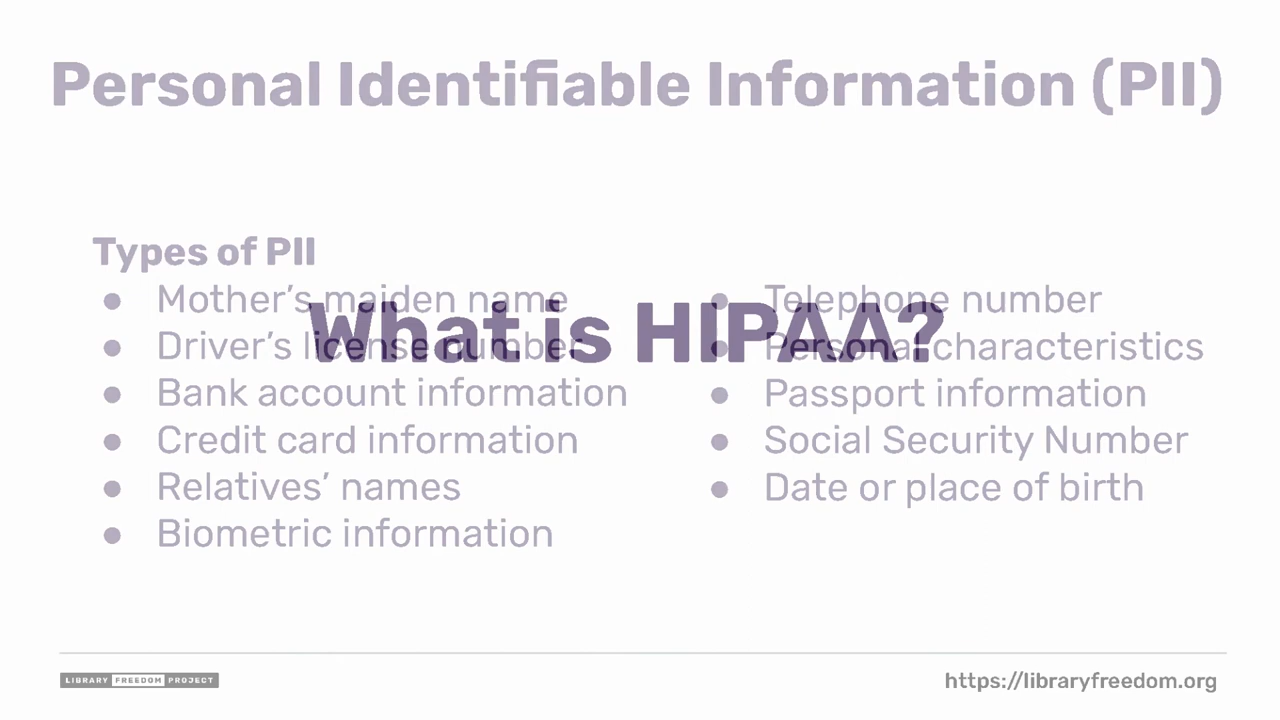 Personal Identifiable Information (PII)
Types of PII
● Mother’s maiden name
● Driver’s license number
● Bank account information
● Credit card information
● Relatives’ names
● Biometric information
● Telephone number
● Personal characteristics
● Passport information
● Social Security Number
● Date or place of birth
What is HIPAA?
LIBRARY FREEDOM PROJECT
https://libraryfreedom.org